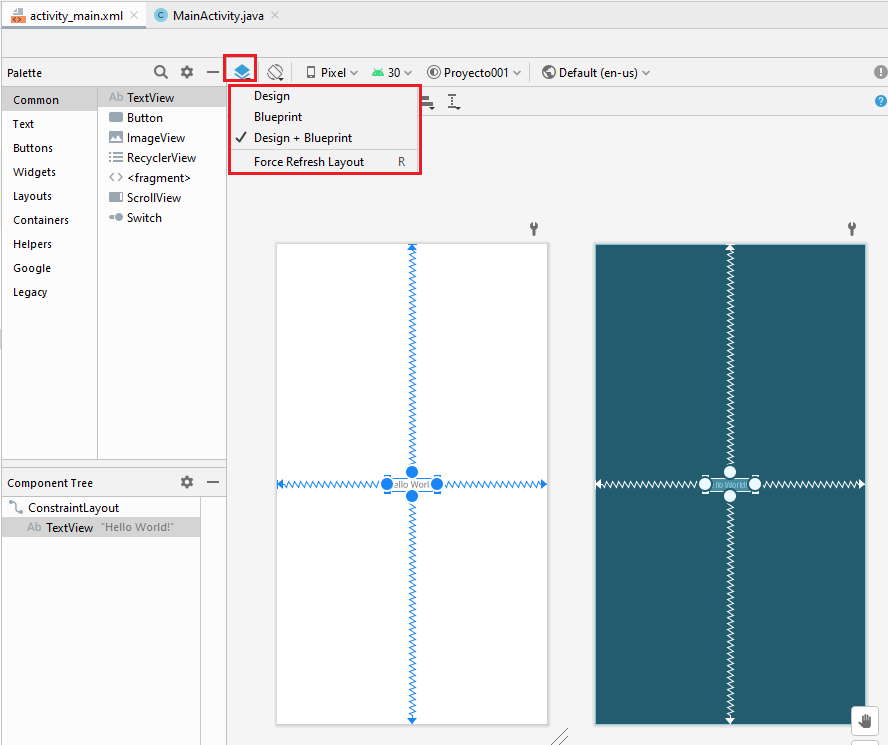 activity_main.xml
MainActivity.java
Palette
Pixel
30
Proyecto001
Default (en-us)
Common
Text
Buttons
Widgets
Layouts
Containers
Helpers
Google
Legacy
Ab TextView
Button
ImageView
RecyclerView
<fragment>
ScrollView
Switch
Design
Blueprint
Design + Blueprint
Force Refresh Layout R
ello Worl
llo World!
Component Tree
ConstraintLayout
Ab TextView "Hello World!"